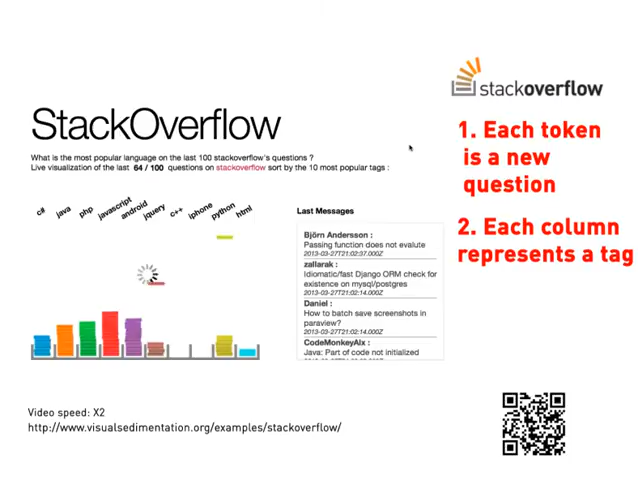 stackoverflow
StackOverflow
What is the most popular language on the last 100 stackoverflow's questions ?
Live visualization of the last 64 / 100 questions on stackoverflow sort by the 10 most popular tags :
1. Each token
is a new
question
2. Each column
represents a tag
c#
java
php
javascript
android
jquery
c++
iphone
python
html
Last Messages
Björn Andersson :
Passing function does not evalute
2013-03-27T21:02:37.000Z
zallarak :
Idiomatic/fast Django ORM check for
existence on mysql/postgres
2013-03-27T21:02:14.000Z
Daniel :
How to batch save screenshots in
paraview?
2013-03-27T21:02:14.000Z
CodeMonkeyAlx :
Java: Part of code not initialized
Video speed: X2
http://www.visualsedimentation.org/examples/stackoverflow/